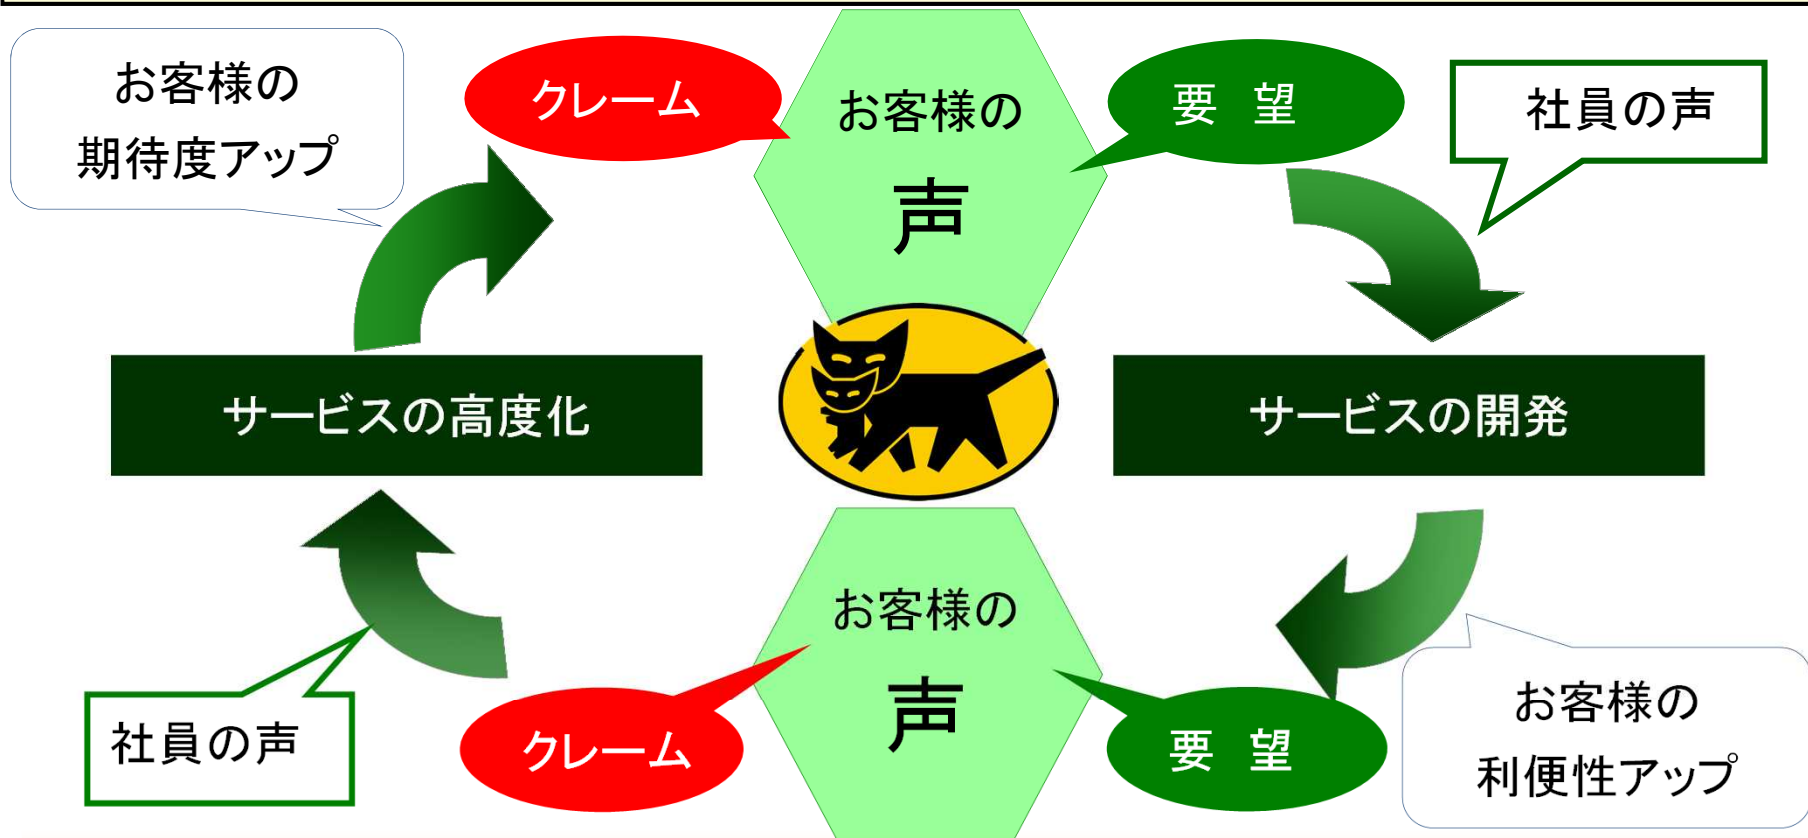 お客様の
期待度アップ
クレーム
お客様の
声
要 望
社員の声
サービスの高度化
サービスの開発
社員の声
クレーム
お客様の
声
要 望
お客様の
利便性アップ